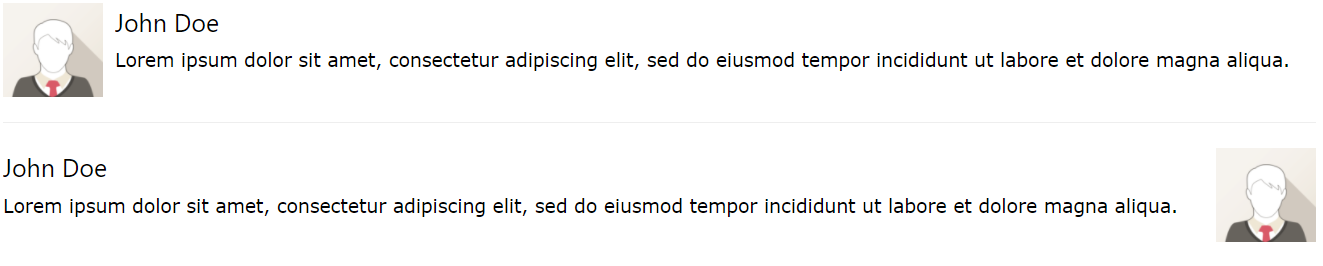 John Doe
Lorem ipsum dolor sit amet, consectetur adipiscing elit, sed do eiusmod tempor incididunt ut labore et dolore magna aliqua.
John Doe
Lorem ipsum dolor sit amet, consectetur adipiscing elit, sed do eiusmod tempor incididunt ut labore et dolore magna aliqua.